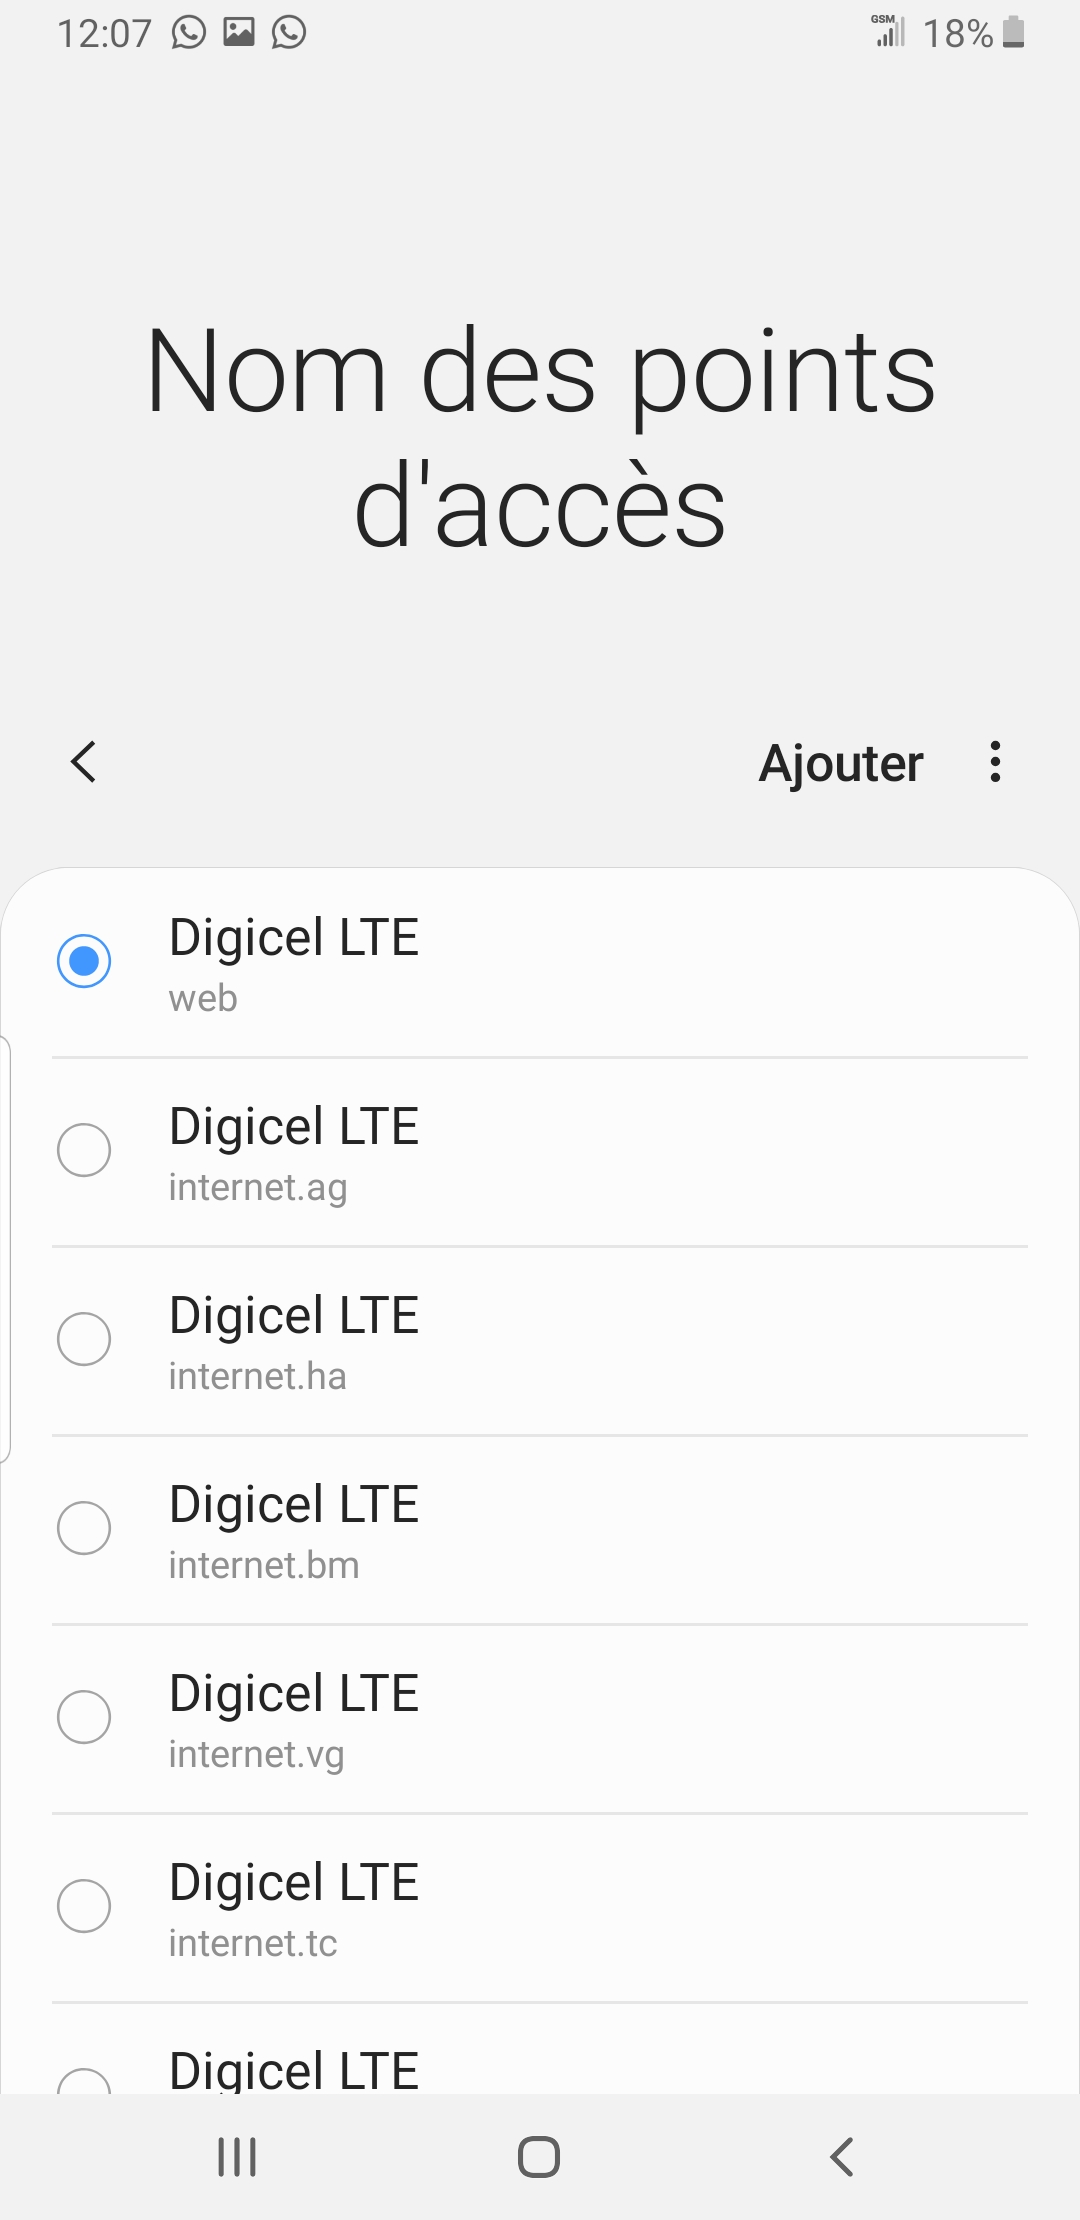 12:07
GSM 18%
Nom des points
d'accès
Ajouter
Digicel LTE
web
Digicel LTE
internet.ag
Digicel LTE
internet.ha
Digicel LTE
internet.bm
Digicel LTE
internet.vg
Digicel LTE
internet.tc
Digicel LTE